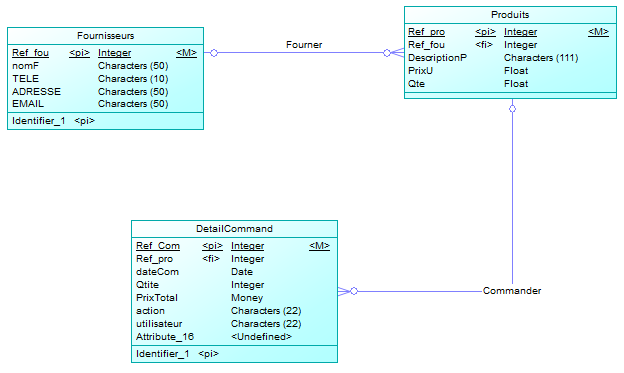 Fournisseurs
Ref_fou <pi> Integer <M>
nomF Characters (50)
TELE Characters (10)
ADRESSE Characters (50)
EMAIL Characters (50)
Identifier_1 <pi>
Fourner
Produits
Ref_pro <pi> Integer <M>
Ref_fou <fi> Integer
DescriptionP Characters (111)
PrixU Float
Qte Float
DetailCommand
Ref_Com <pi> Integer <M>
Ref_pro <fi> Integer
dateCom Date
Qtite Integer
PrixTotal Money
action Characters (22)
utilisateur Characters (22)
Attribute_16 <Undefined>
Identifier_1 <pi>
Commander